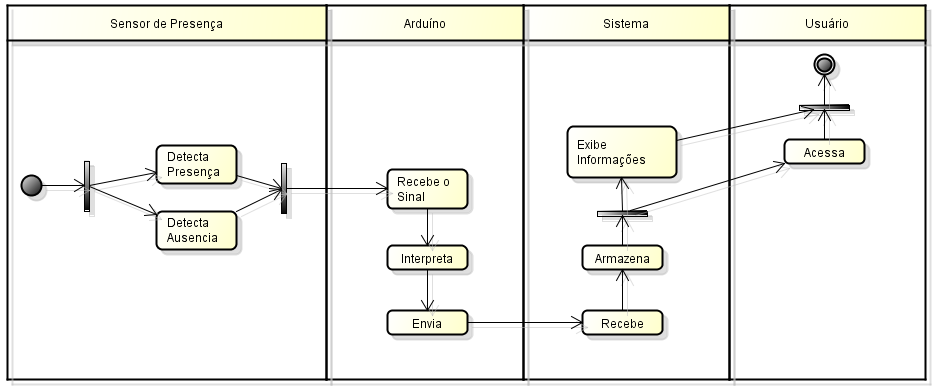 Sensor de Presença
Arduíno
Sistema
Usuário
Detecta
Presença
Detecta
Ausencia
Recebe o
Sinal
Interpreta
Envia
Recebe
Armazena
Exibe
Informações
Acessa